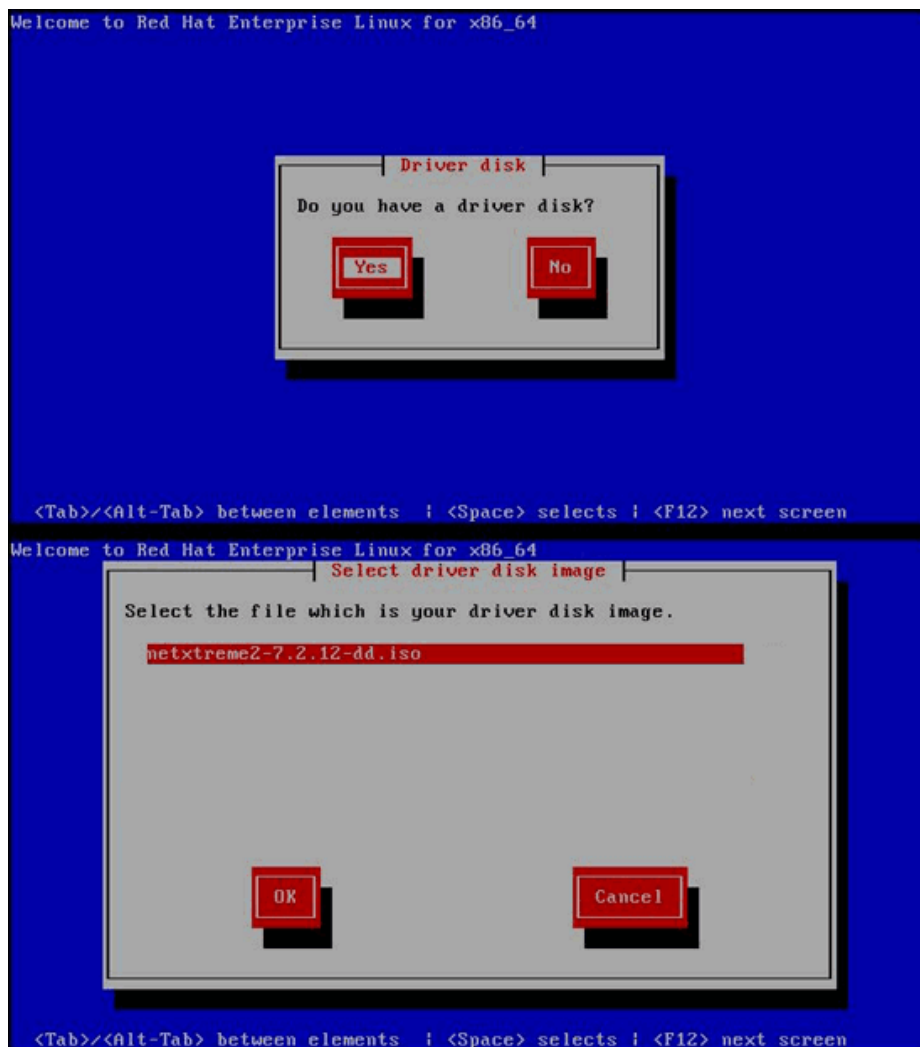 Welcome to Red Hat Enterprise Linux for x86_64
Driver disk
Do you have a driver disk?
Yes No
<Tab>/<Alt-Tab> between elements | <Space> selects | <F12> next screen
Welcome to Red Hat Enterprise Linux for x86_64
Select driver disk image
Select the file which is your driver disk image.
netxtreme2-7.2.12-dd.iso
OK Cancel
<Tab>/<Alt-Tab> between elements | <Space> selects | <F12> next screen